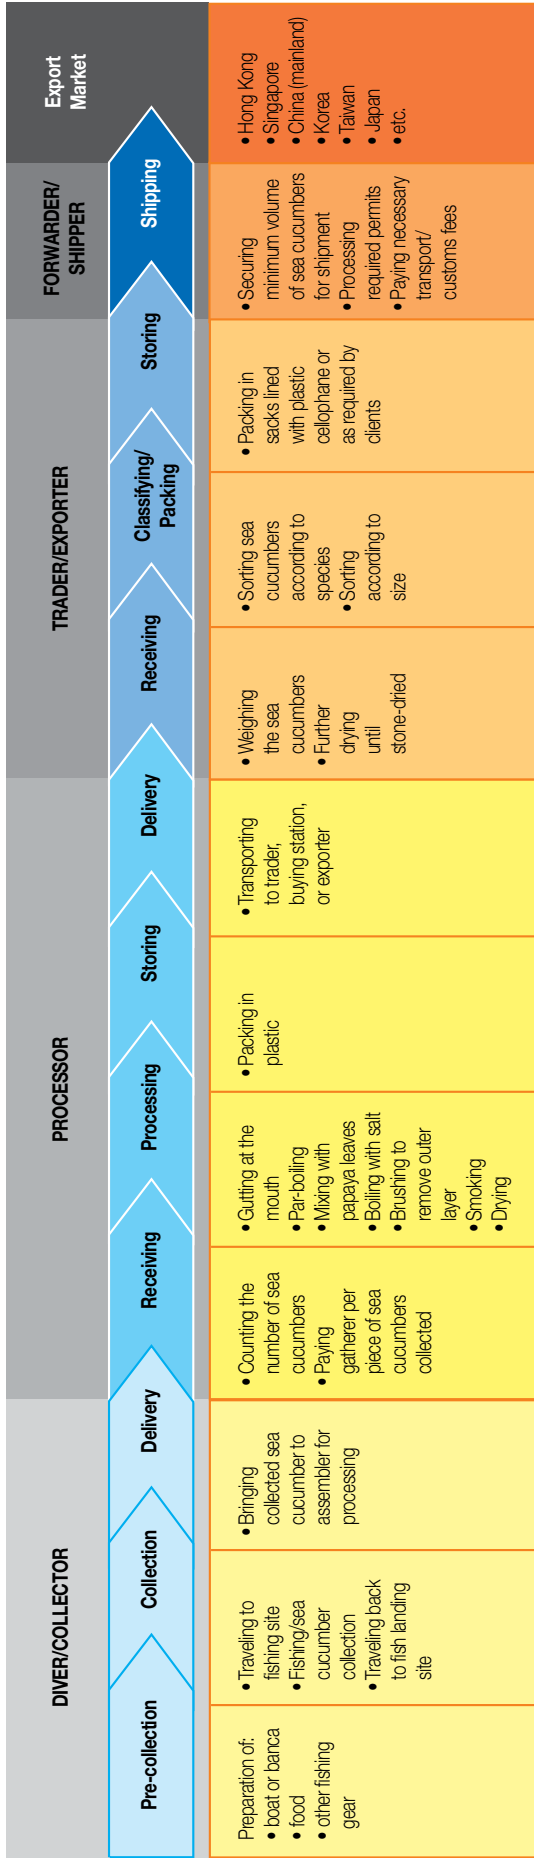 DIVER/COLLECTOR
PROCESSOR
TRADER/EXPORTER
FORWARDER/
SHIPPER
Export
Market
Pre-collection
Collection
Delivery
Receiving
Processing
Storing
Delivery
Receiving
Classifying/
Packing
Storing
Shipping
Preparation of:
• boat or banca
• food
• other fishing
gear
• Traveling to
fishing site
• Fishing/sea
cucumber
collection
• Traveling back
to fish landing
site
• Bringing
collected sea
cucumber to
assembler for
processing
• Counting the
number of sea
cucumbers
• Paying
gatherer per
piece of sea
cucumbers
collected
• Gutting at the
mouth
• Par-boiling
• Mixing with
papaya leaves
• Boiling with salt
• Brushing to
remove outer
layer
• Smoking
• Drying
• Packing in
plastic
• Transporting
to trader,
buying station,
or exporter
• Weighing
the sea
cucumbers
• Further
drying
until
stone-dried
• Sorting sea
cucumbers
according to
species
• Sorting
according to
size
• Packing in
sacks lined
with plastic
cellophane or
as required by
clients
• Securing
minimum volume
of sea cucumbers
for shipment
• Processing
required permits
• Paying necessary
transport/
customs fees
• Hong Kong
• Singapore
• China (mainland)
• Korea
• Taiwan
• Japan
• etc.